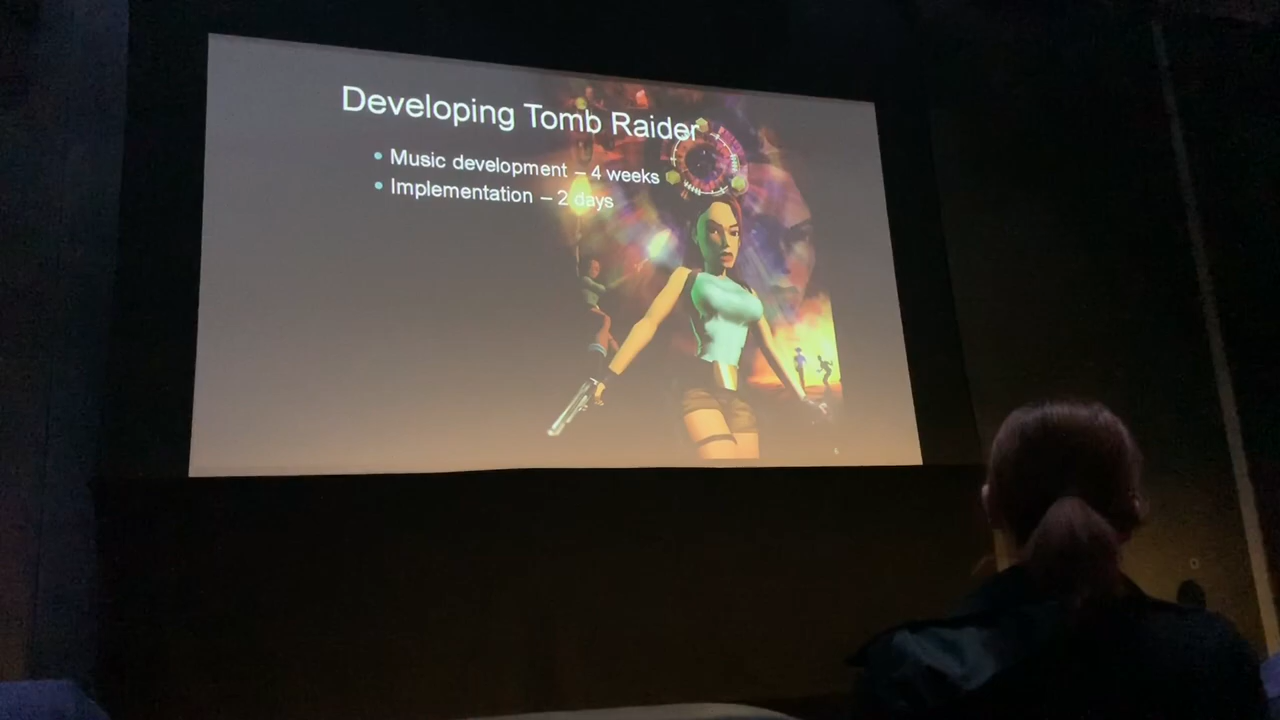 Developing Tomb Raider
• Music development – 4 weeks
• Implementation – 2 days